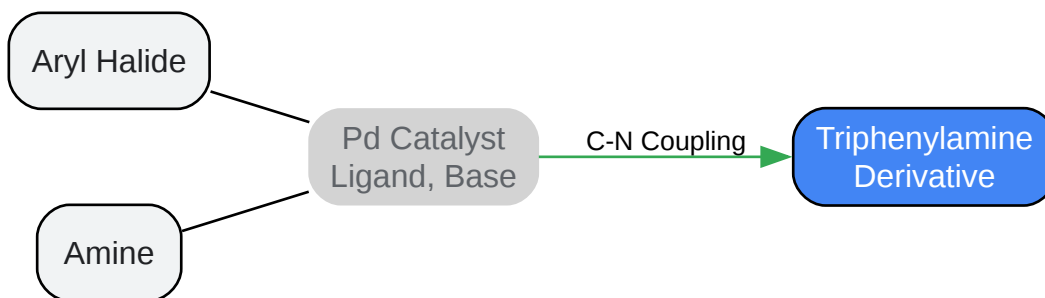 Aryl Halide
Amine
Pd Catalyst
Ligand, Base
C-N Coupling
Triphenylamine
Derivative